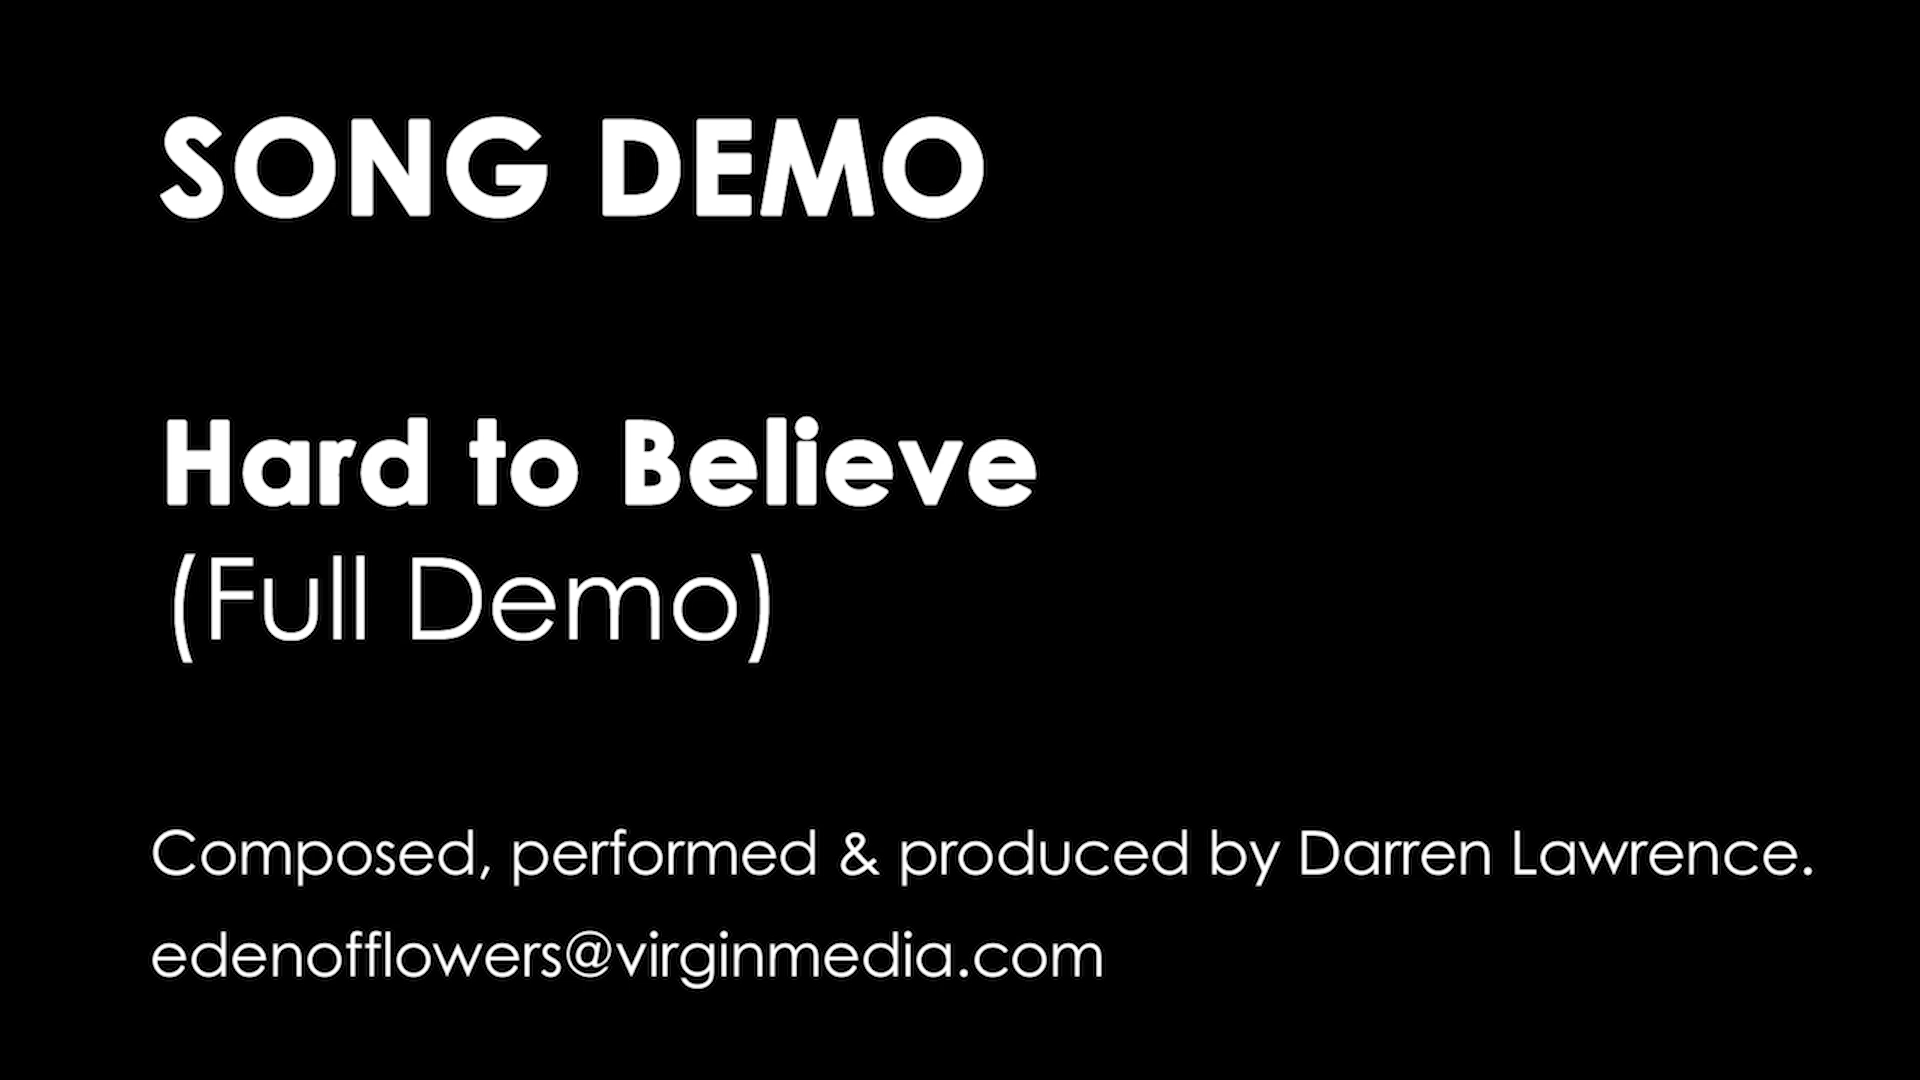 SONG DEMO
Hard to Believe
(Full Demo)
Composed, performed & produced by Darren Lawrence.
edenofflowers@virginmedia.com